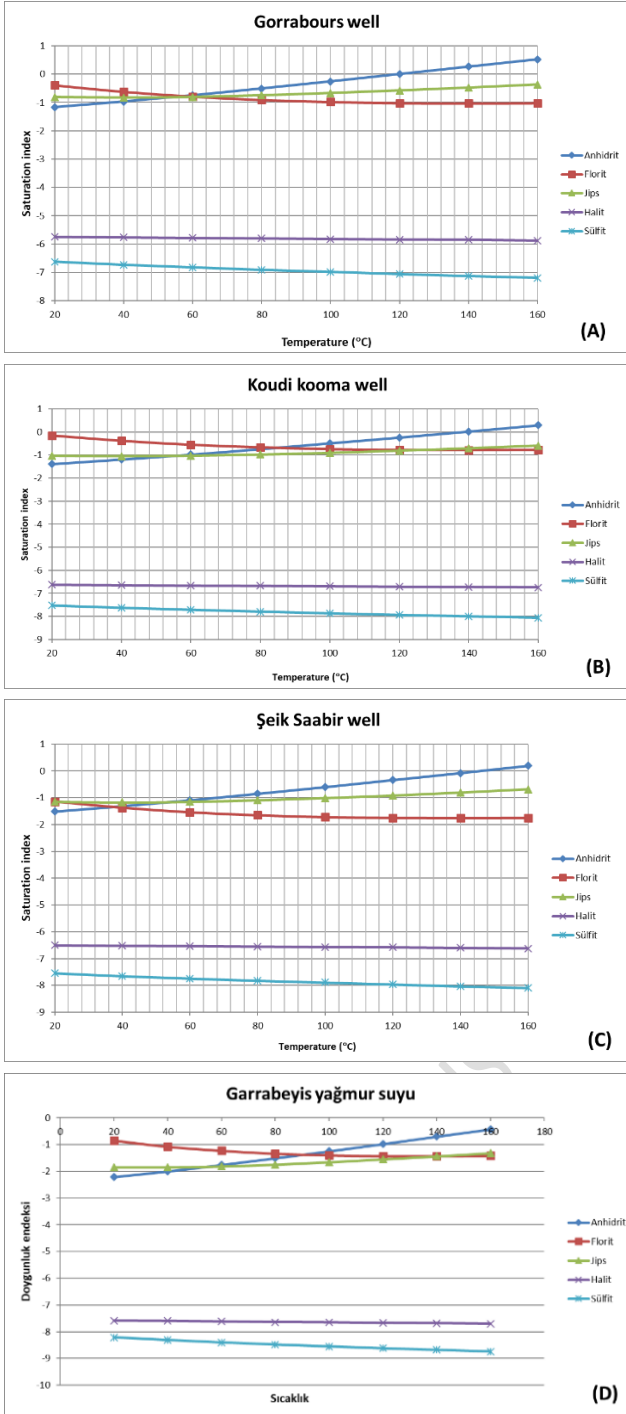 Gorrabours well
1
0
-1
-2
-3
-4
-5
-6
-7
-8
Saturation index
20 40 60 80 100 120 140 160
Temperature (°C)
Anhidrit
Florit
Jips
Halit
Sülfit
(A)
Koudi kooma well
1
0
-1
-2
-3
-4
-5
-6
-7
-8
-9
Saturation index
20 40 60 80 100 120 140 160
Temperature (°C)
Anhidrit
Florit
Jips
Halit
Sülfit
(B)
Şeik Saabir well
1
0
-1
-2
-3
-4
-5
-6
-7
-8
-9
Saturation index
20 40 60 80 100 120 140 160
Temperature (°C)
Anhidrit
Florit
Jips
Halit
Sülfit
(C)
Garrabeyis yağmur suyu
0 20 40 60 80 100 120 140 160 180
0
-1
-2
-3
-4
-5
-6
-7
-8
-9
-10
Doygunluk endeksi
Sıcaklık
Anhidrit
Florit
Jips
Halit
Sülfit
(D)